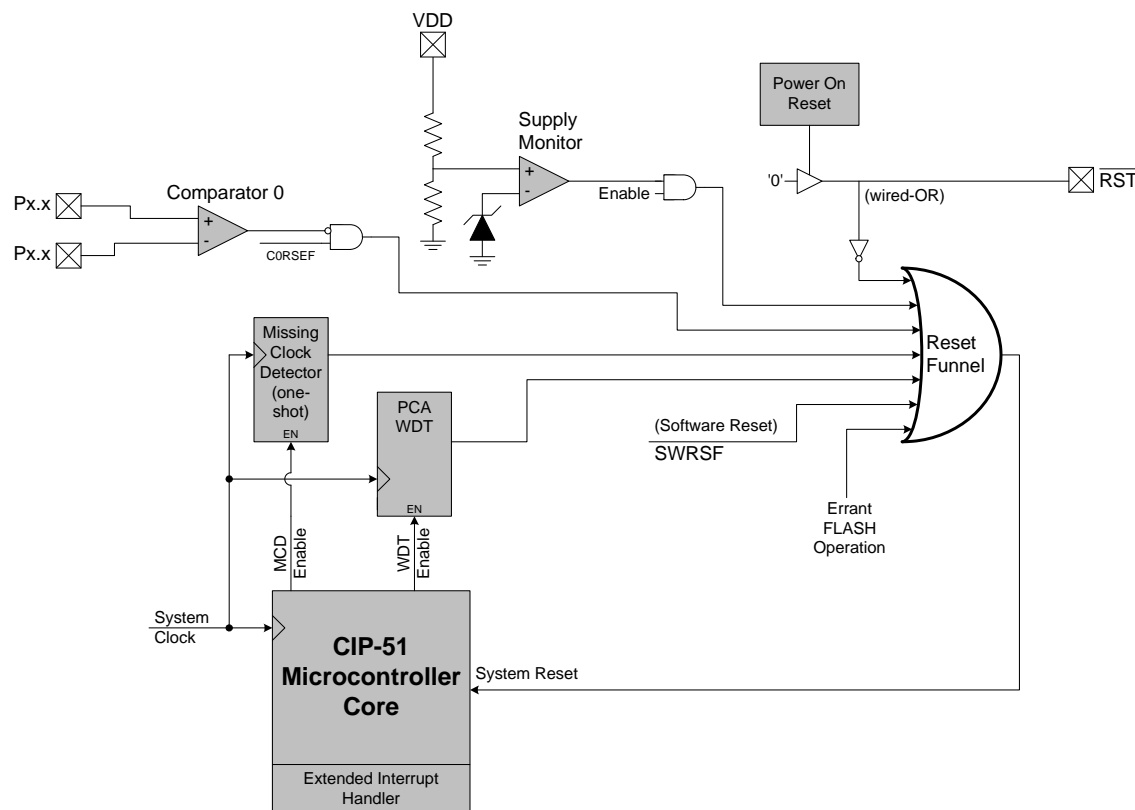 VDD
Power On
Reset
Supply
Monitor
+
-
Enable
'0'
(wired-OR)
RST
Comparator 0
Px.x
Px.x
+
-
C0RSEF
Missing
Clock
Detector
(one-
shot)
EN
PCA
WDT
EN
Reset
Funnel
(Software Reset)
SWRSF
Errant
FLASH
Operation
MCD
Enable
WDT
Enable
System
Clock
CIP-51
Microcontroller
Core
System Reset
Extended Interrupt
Handler